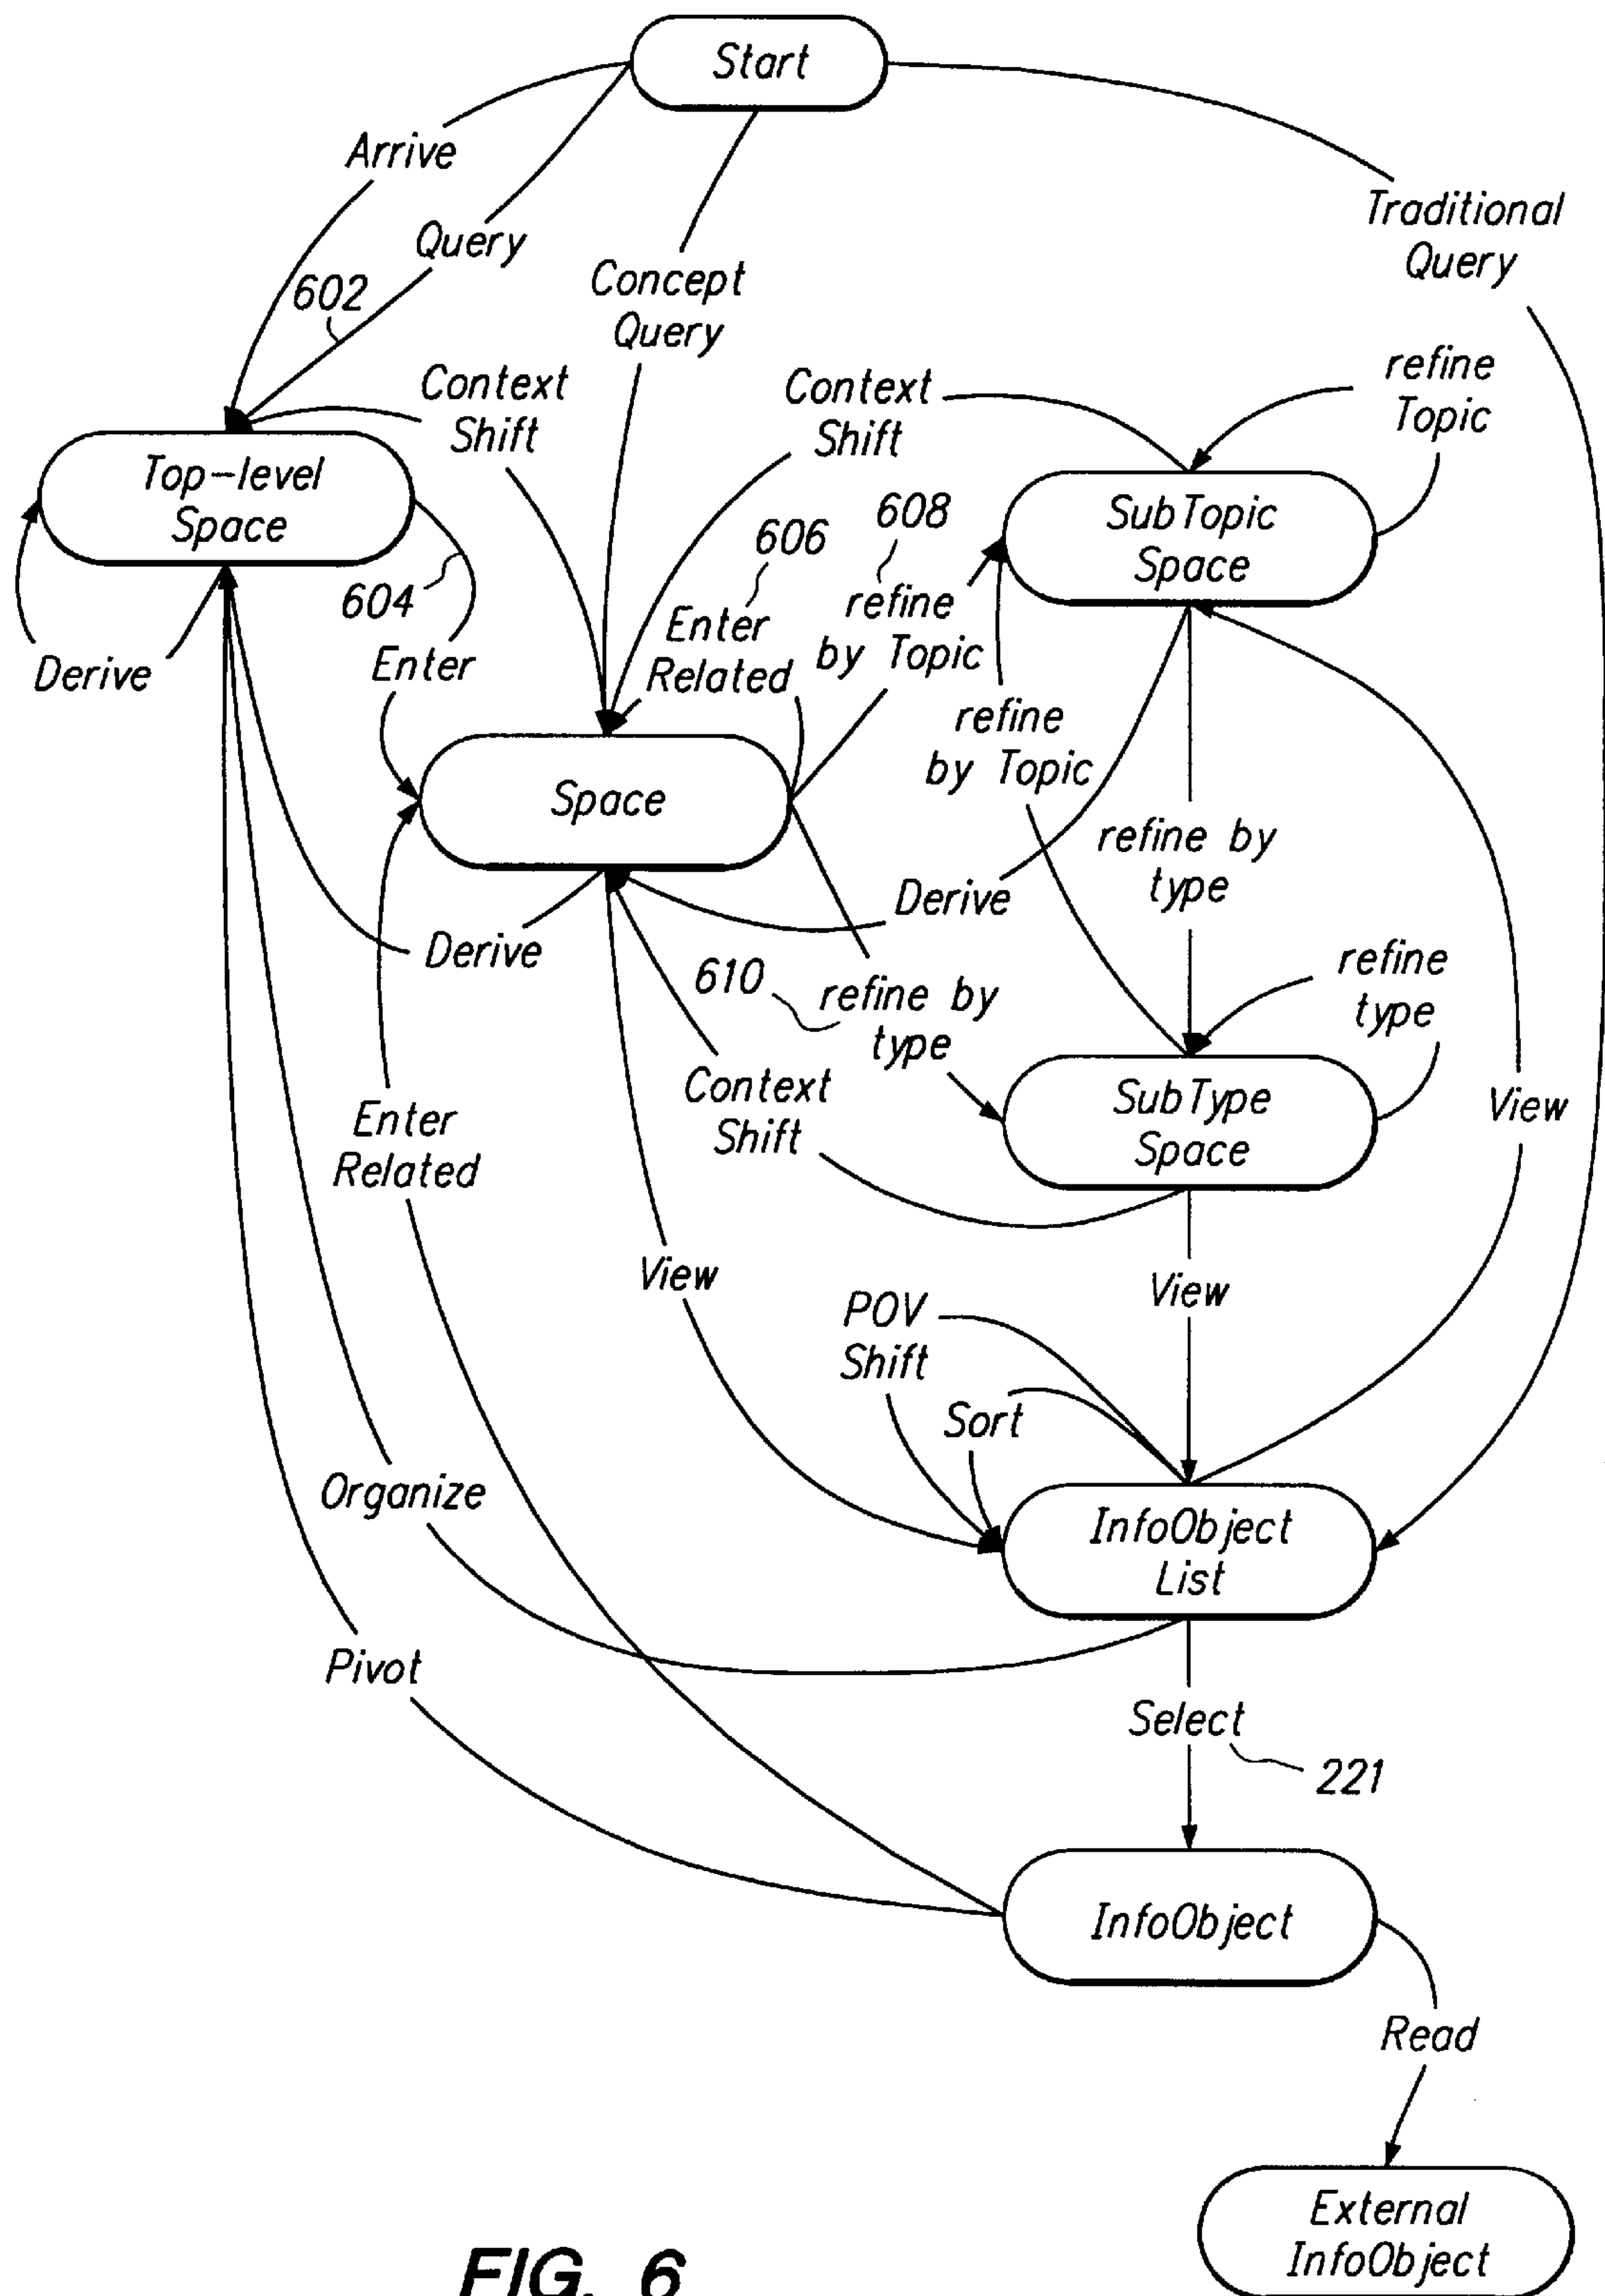 Start
Arrive
Traditional
Query
Query
Concept
Query
602
Context
Shift
Context
Shift
refine
Topic
Top-level
Space
SubTopic
Space
608
606
604
refine
by Topic
Enter
Related
Enter
Derive
refine
by Topic
Space
refine by
type
Derive
Derive
610
refine by
type
refine
type
Context
Shift
SubType
Space
View
Enter
Related
View
View
POV
Shift
Sort
Organize
InfoObject
List
Pivot
Select
221
InfoObject
Read
External
InfoObject
FIG. 6